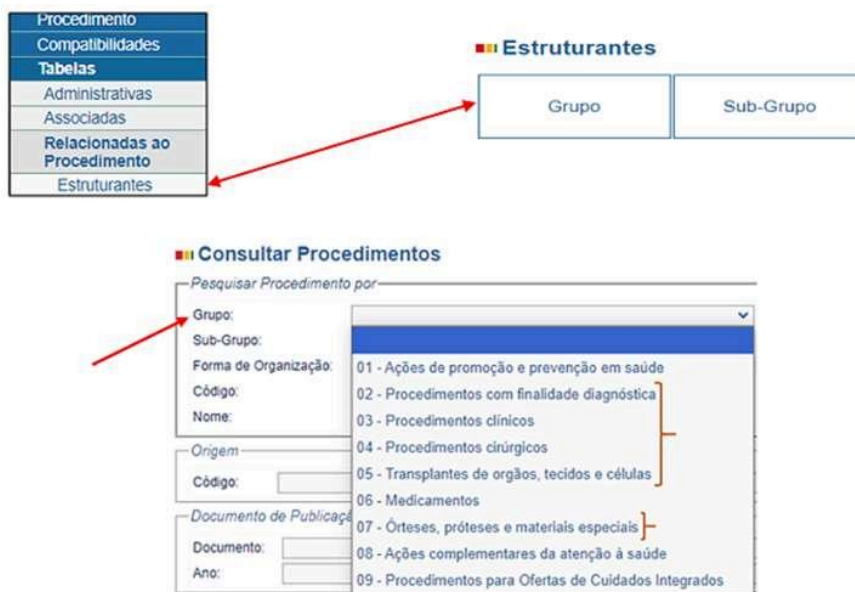 Procedimento
Compatibilidades
Tabelas
Administrativas
Associadas
Relacionadas ao
Procedimento
Estruturantes
Estruturantes
Grupo
Sub-Grupo
Consultar Procedimentos
Pesquisar Procedimento por
Grupo:
Sub-Grupo:
Forma de Organização:
Código:
Nome:
01 - Ações de promoção e prevenção em saúde
02 - Procedimentos com finalidade diagnóstica
03 - Procedimentos clínicos
04 - Procedimentos cirúrgicos
05 - Transplantes de orgãos, tecidos e células
06 - Medicamentos
07 - Órteses, próteses e materiais especiais
08 - Ações complementares da atenção à saúde
09 - Procedimentos para Ofertas de Cuidados Integrados
Origem
Código:
Documento de Publicaçã
Documento:
Ano: